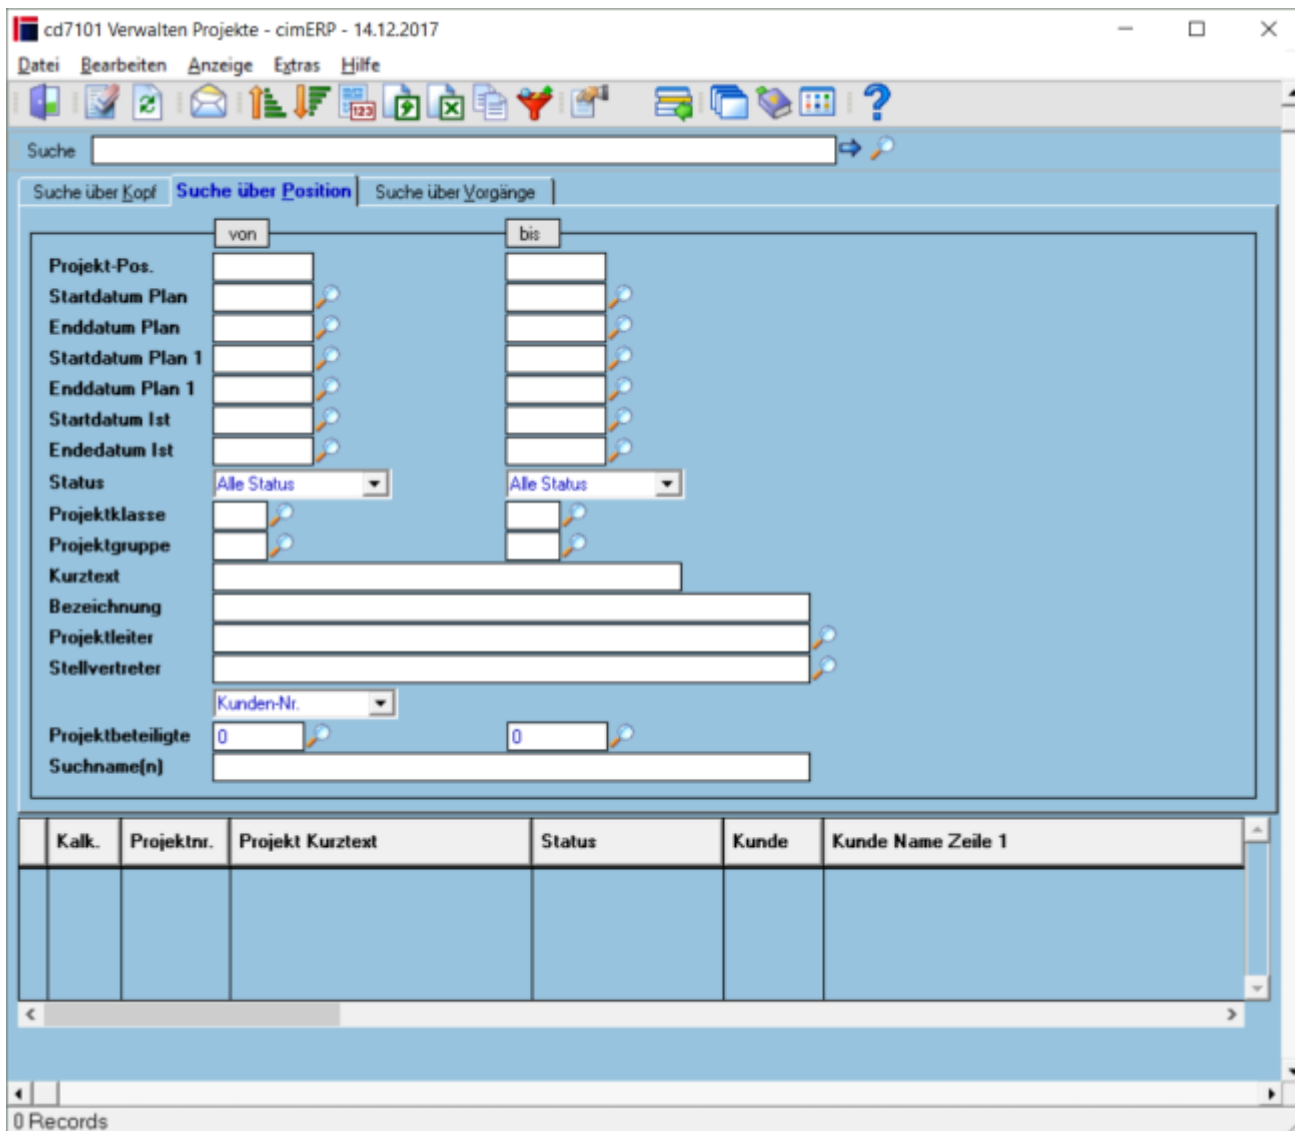 cd7101 Verwalten Projekte - cimERP - 14.12.2017
Datei Bearbeiten Anzeige Extras Hilfe
123
Suche
Suche über Kopf Suche über Position Suche über Vorgänge
von bis
Projekt-Pos.
Startdatum Plan
Enddatum Plan
Startdatum Plan 1
Enddatum Plan 1
Startdatum Ist
Endedatum Ist
Status Alle Status Alle Status
Projektklasse
Projektgruppe
Kurztext
Bezeichnung
Projektleiter
Stellvertreter
Kunden-Nr.
Projektbeteiligte 0 0
Suchname(n)
Kalk. Projektnr. Projekt Kurztext Status Kunde Kunde Name Zeile 1
0 Records